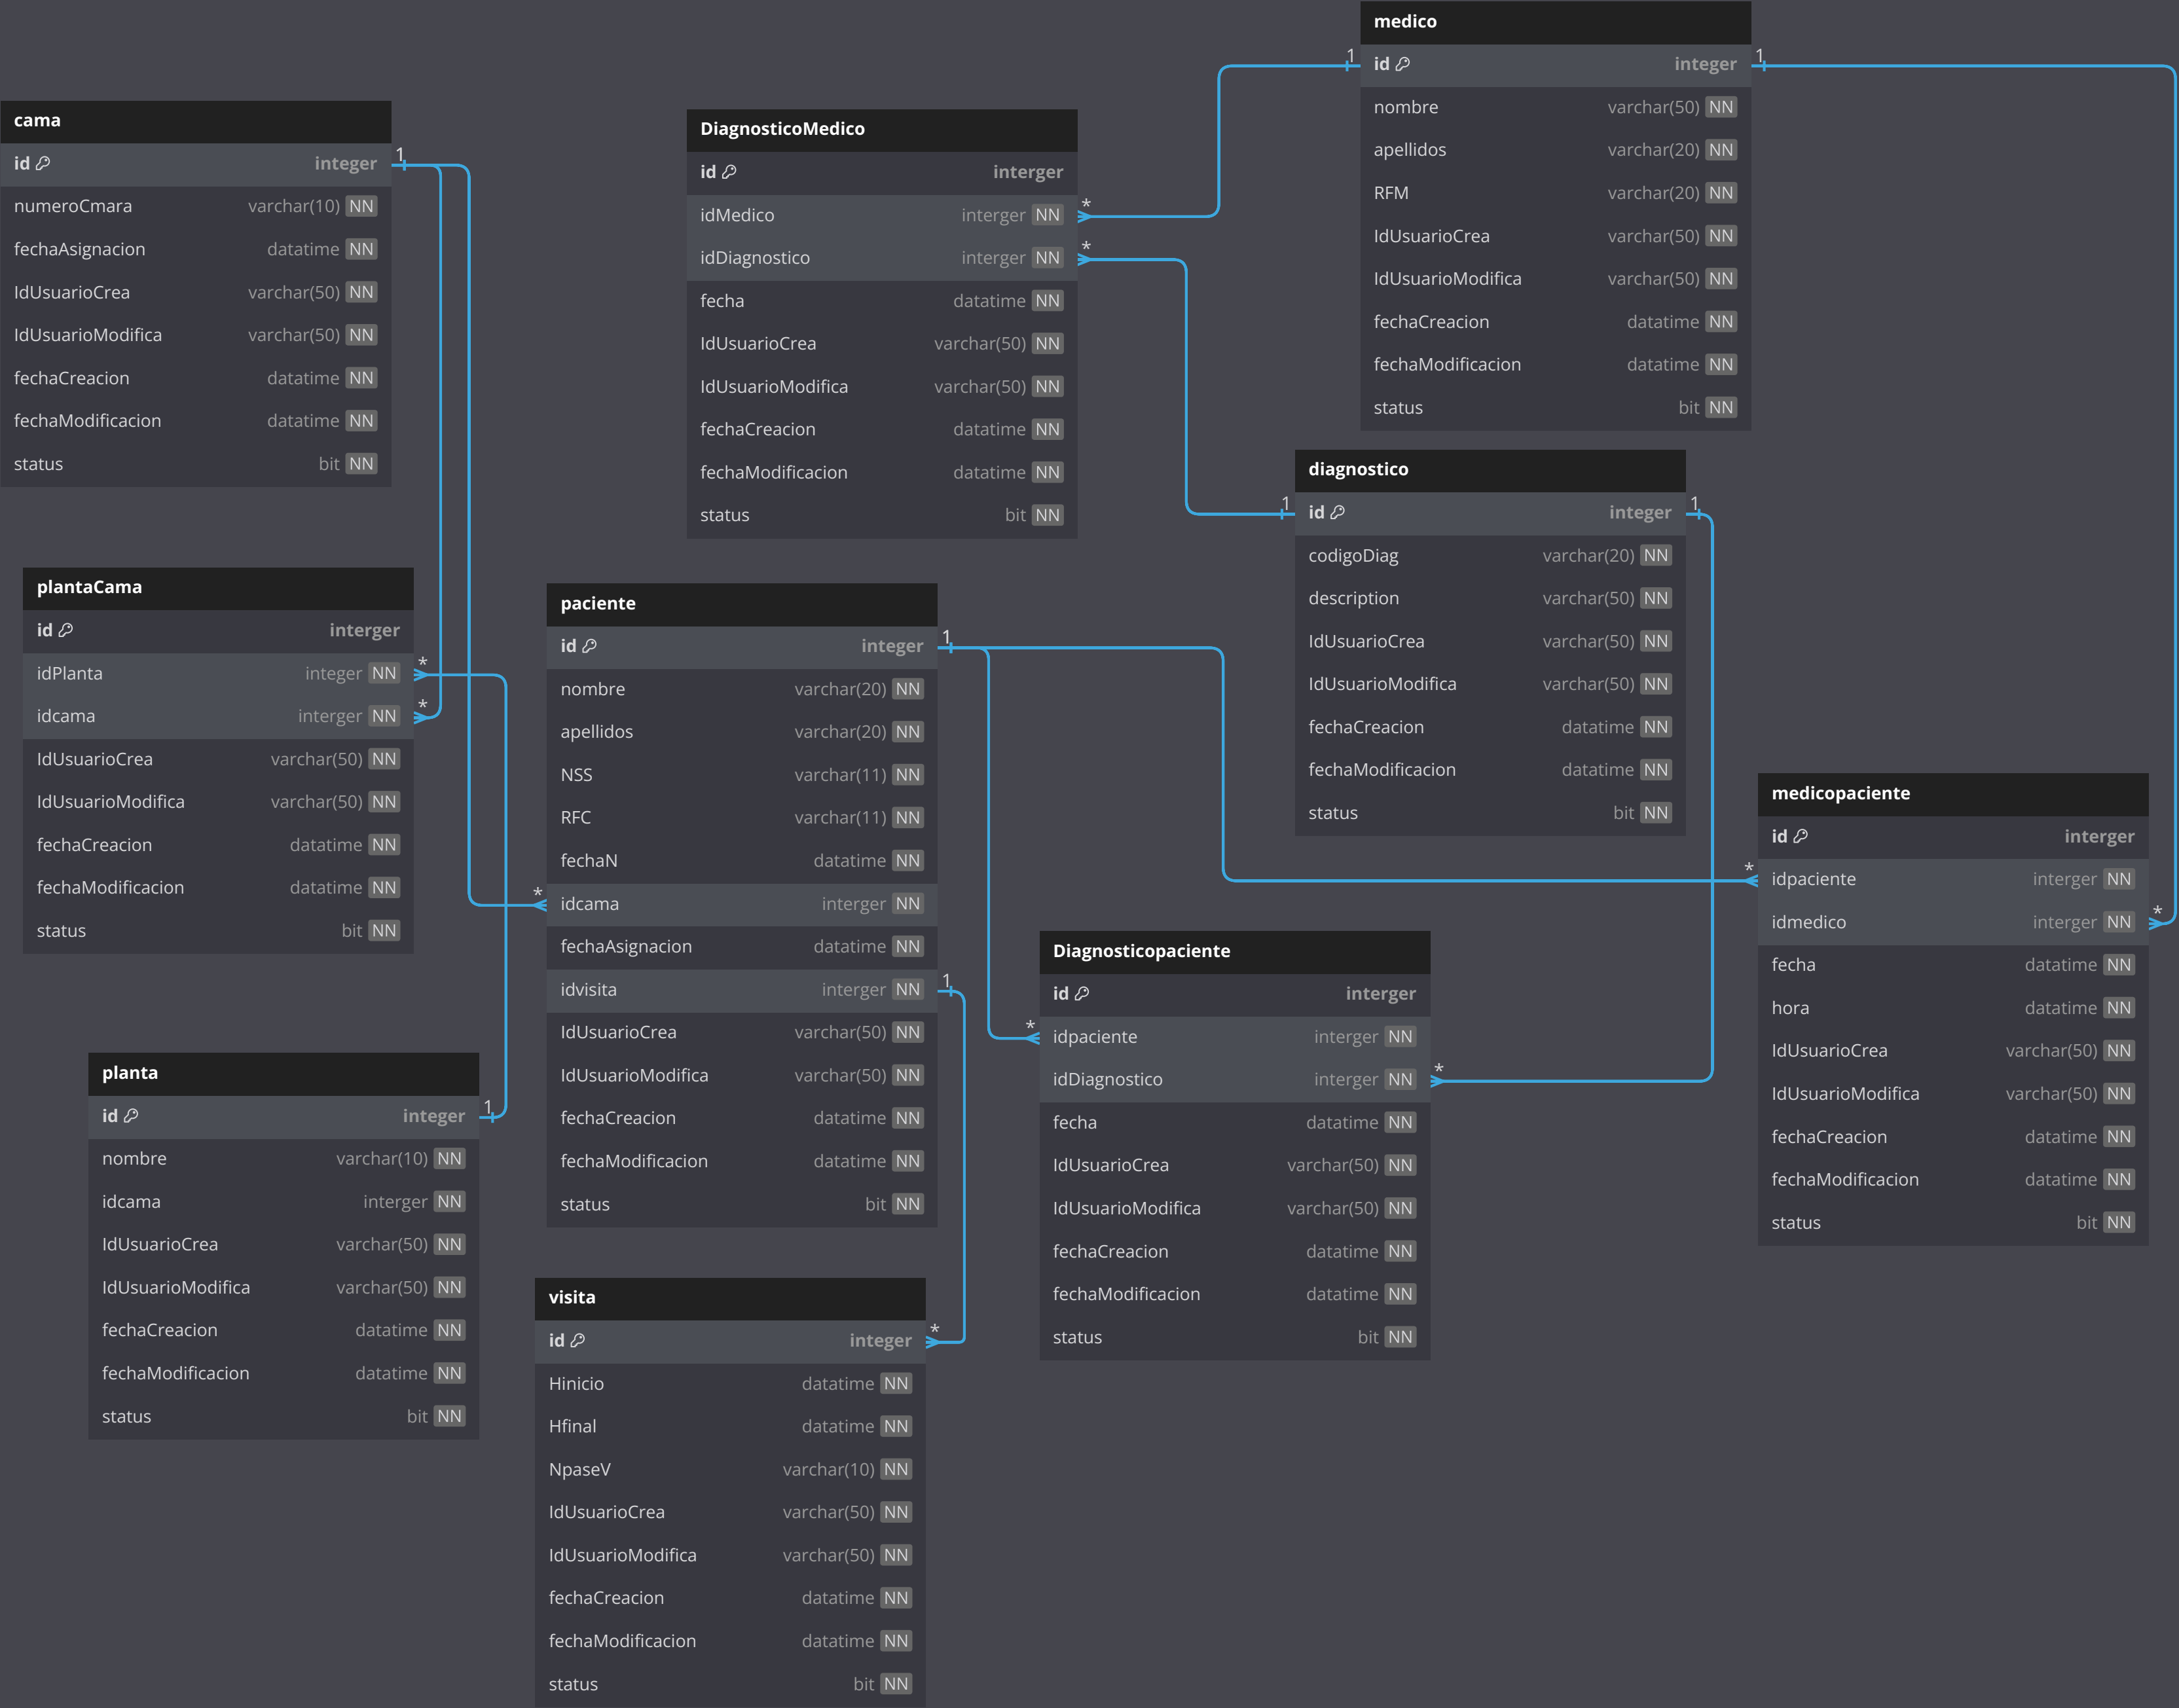 medico
1 id integer 1
nombre varchar(50) NN
apellidos varchar(20) NN
RFM varchar(20) NN
IdUsuarioCrea varchar(50) NN
IdUsuarioModifica varchar(50) NN
fechaCreacion datatime NN
fechaModificacion datatime NN
status bit NN
cama
id integer 1
numeroCmara varchar(10) NN
fechaAsignacion datatime NN
IdUsuarioCrea varchar(50) NN
IdUsuarioModifica varchar(50) NN
fechaCreacion datatime NN
fechaModificacion datatime NN
status bit NN
DiagnosticoMedico
id interger
idMedico interger NN *
idDiagnostico interger NN *
fecha datatime NN
IdUsuarioCrea varchar(50) NN
IdUsuarioModifica varchar(50) NN
fechaCreacion datatime NN
fechaModificacion datatime NN
status bit NN
diagnostico
1 id integer 1
codigoDiag varchar(20) NN
description varchar(50) NN
IdUsuarioCrea varchar(50) NN
IdUsuarioModifica varchar(50) NN
fechaCreacion datatime NN
fechaModificacion datatime NN
status bit NN
plantaCama
id interger
idPlanta integer NN *
idcama interger NN *
IdUsuarioCrea varchar(50) NN
IdUsuarioModifica varchar(50) NN
fechaCreacion datatime NN
fechaModificacion datatime NN
status bit NN
paciente
id integer 1
nombre varchar(20) NN
apellidos varchar(20) NN
NSS varchar(11) NN
RFC varchar(11) NN
fechaN datatime NN
* idcama interger NN
fechaAsignacion datatime NN
idvisita interger NN 1
IdUsuarioCrea varchar(50) NN
IdUsuarioModifica varchar(50) NN
fechaCreacion datatime NN
fechaModificacion datatime NN
status bit NN
medicopaciente
id interger
* idpaciente interger NN
idmedico interger NN *
fecha datatime NN
hora datatime NN
IdUsuarioCrea varchar(50) NN
IdUsuarioModifica varchar(50) NN
fechaCreacion datatime NN
fechaModificacion datatime NN
status bit NN
Diagnosticopaciente
id interger
* idpaciente interger NN
idDiagnostico interger NN *
fecha datatime NN
IdUsuarioCrea varchar(50) NN
IdUsuarioModifica varchar(50) NN
fechaCreacion datatime NN
fechaModificacion datatime NN
status bit NN
planta
id integer 1
nombre varchar(10) NN
idcama interger NN
IdUsuarioCrea varchar(50) NN
IdUsuarioModifica varchar(50) NN
fechaCreacion datatime NN
fechaModificacion datatime NN
status bit NN
visita
id integer *
Hinicio datatime NN
Hfinal datatime NN
NpaseV varchar(10) NN
IdUsuarioCrea varchar(50) NN
IdUsuarioModifica varchar(50) NN
fechaCreacion datatime NN
fechaModificacion datatime NN
status bit NN